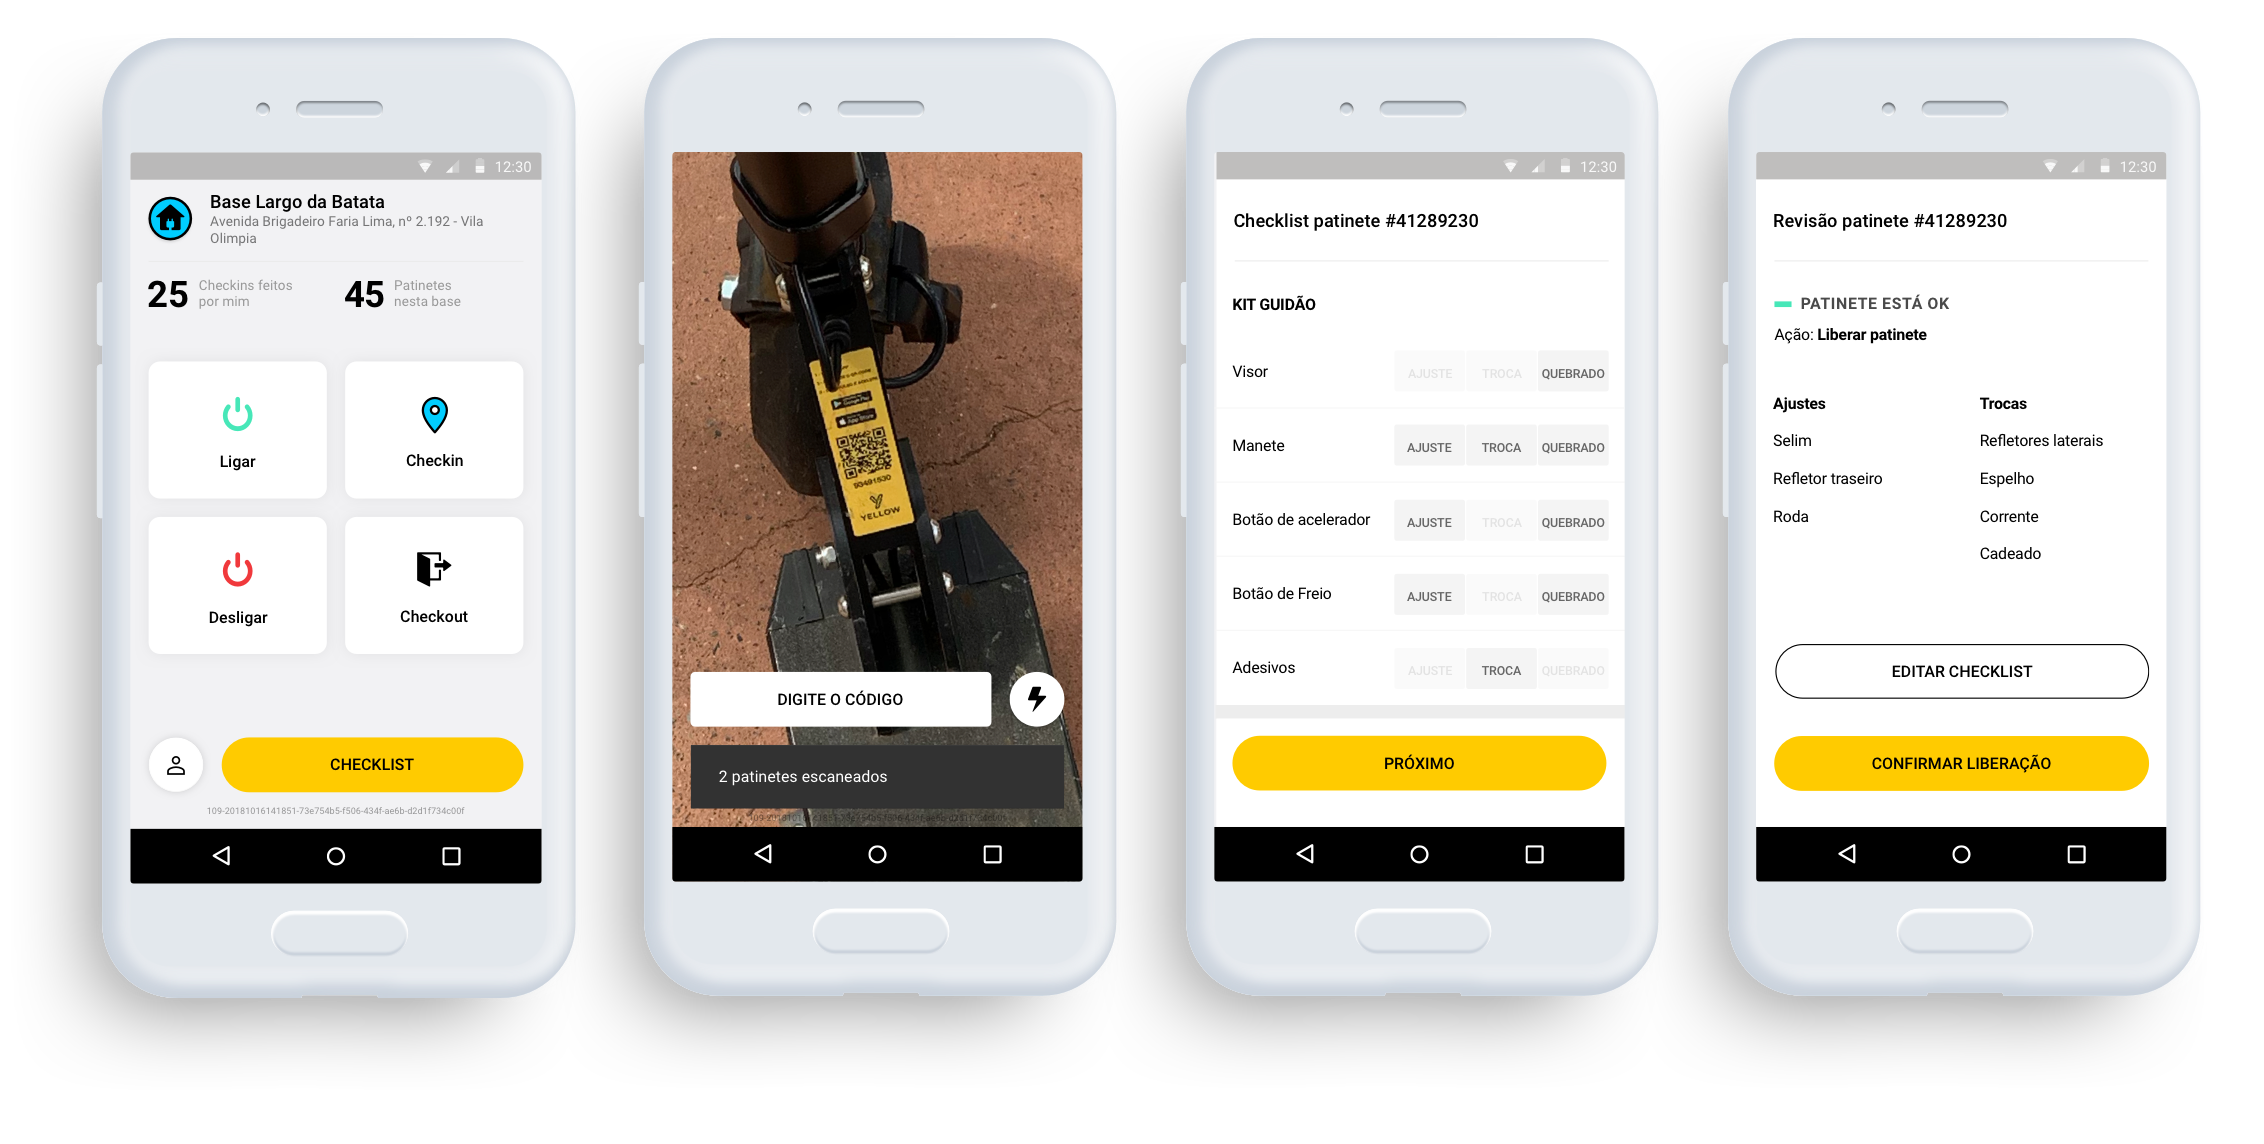 12:30
Base Largo da Batata
Avenida Brigadeiro Faria Lima, nº 2.192 - Vila
Olimpia
25 Checkins feitos
por mim
45 Patinetes
nesta base
Ligar
Checkin
Desligar
Checkout
CHECKLIST
109-20181016141851-73e754b5-f506-434f-ae6b-d2d1f734c00f
Google Play
App Store
93491530
YELLOW
DIGITE O CÓDIGO
2 patinetes escaneados
12:30
Checklist patinete #41289230
KIT GUIDÃO
Visor AJUSTE TROCA QUEBRADO
Manete AJUSTE TROCA QUEBRADO
Botão de acelerador AJUSTE TROCA QUEBRADO
Botão de Freio AJUSTE TROCA QUEBRADO
Adesivos AJUSTE TROCA QUEBRADO
PRÓXIMO
12:30
Revisão patinete #41289230
PATINETE ESTÁ OK
Ação: Liberar patinete
Ajustes
Selim
Refletor traseiro
Roda
Trocas
Refletores laterais
Espelho
Corrente
Cadeado
EDITAR CHECKLIST
CONFIRMAR LIBERAÇÃO